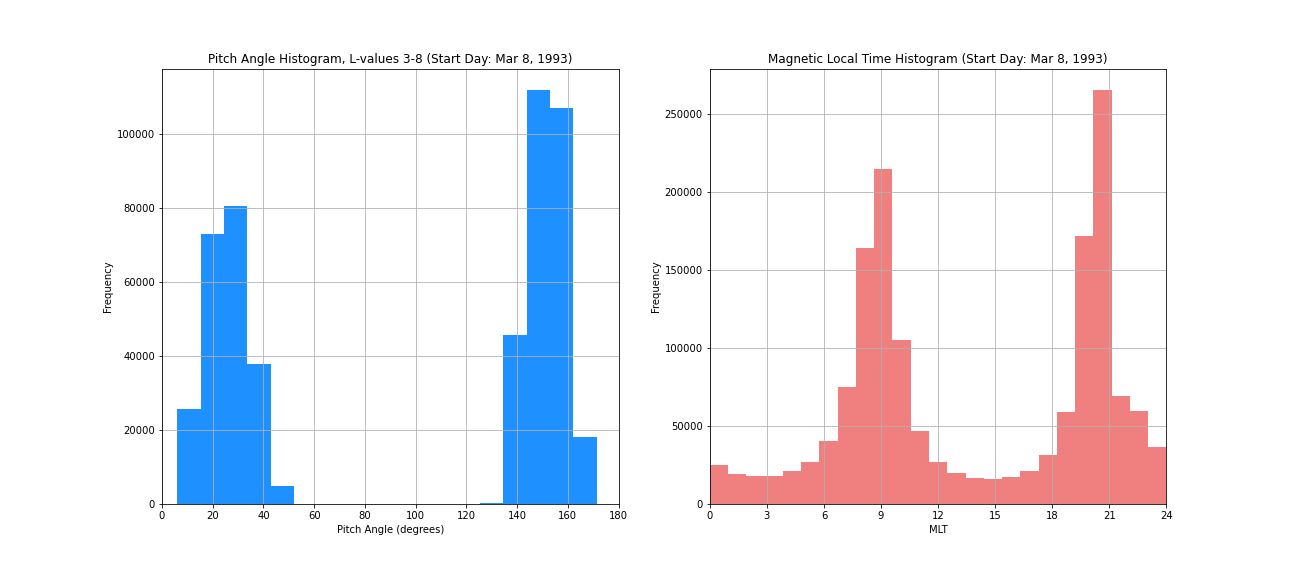 Pitch Angle Histogram, L-values 3-8 (Start Day: Mar 8, 1993)
Frequency
100000
80000
60000
40000
20000
0
0 20 40 60 80 100 120 140 160 180
Pitch Angle (degrees)
Magnetic Local Time Histogram (Start Day: Mar 8, 1993)
Frequency
250000
200000
150000
100000
50000
0
0 3 6 9 12 15 18 21 24
MLT